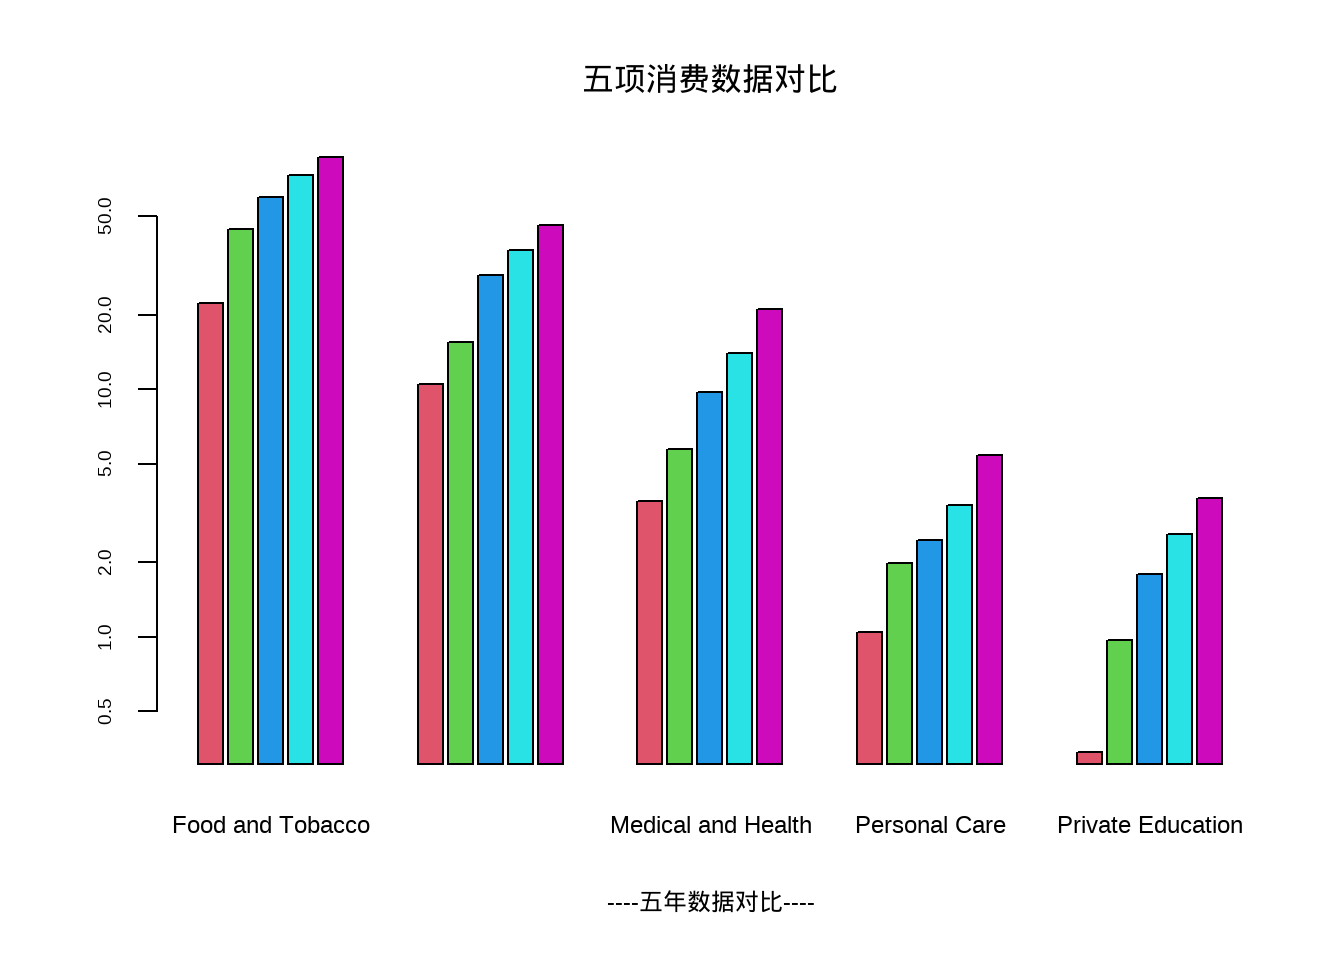 五项消费数据对比
50.0
20.0
10.0
5.0
2.0
1.0
0.5
Food and Tobacco Medical and Health Personal Care Private Education
----五年数据对比----